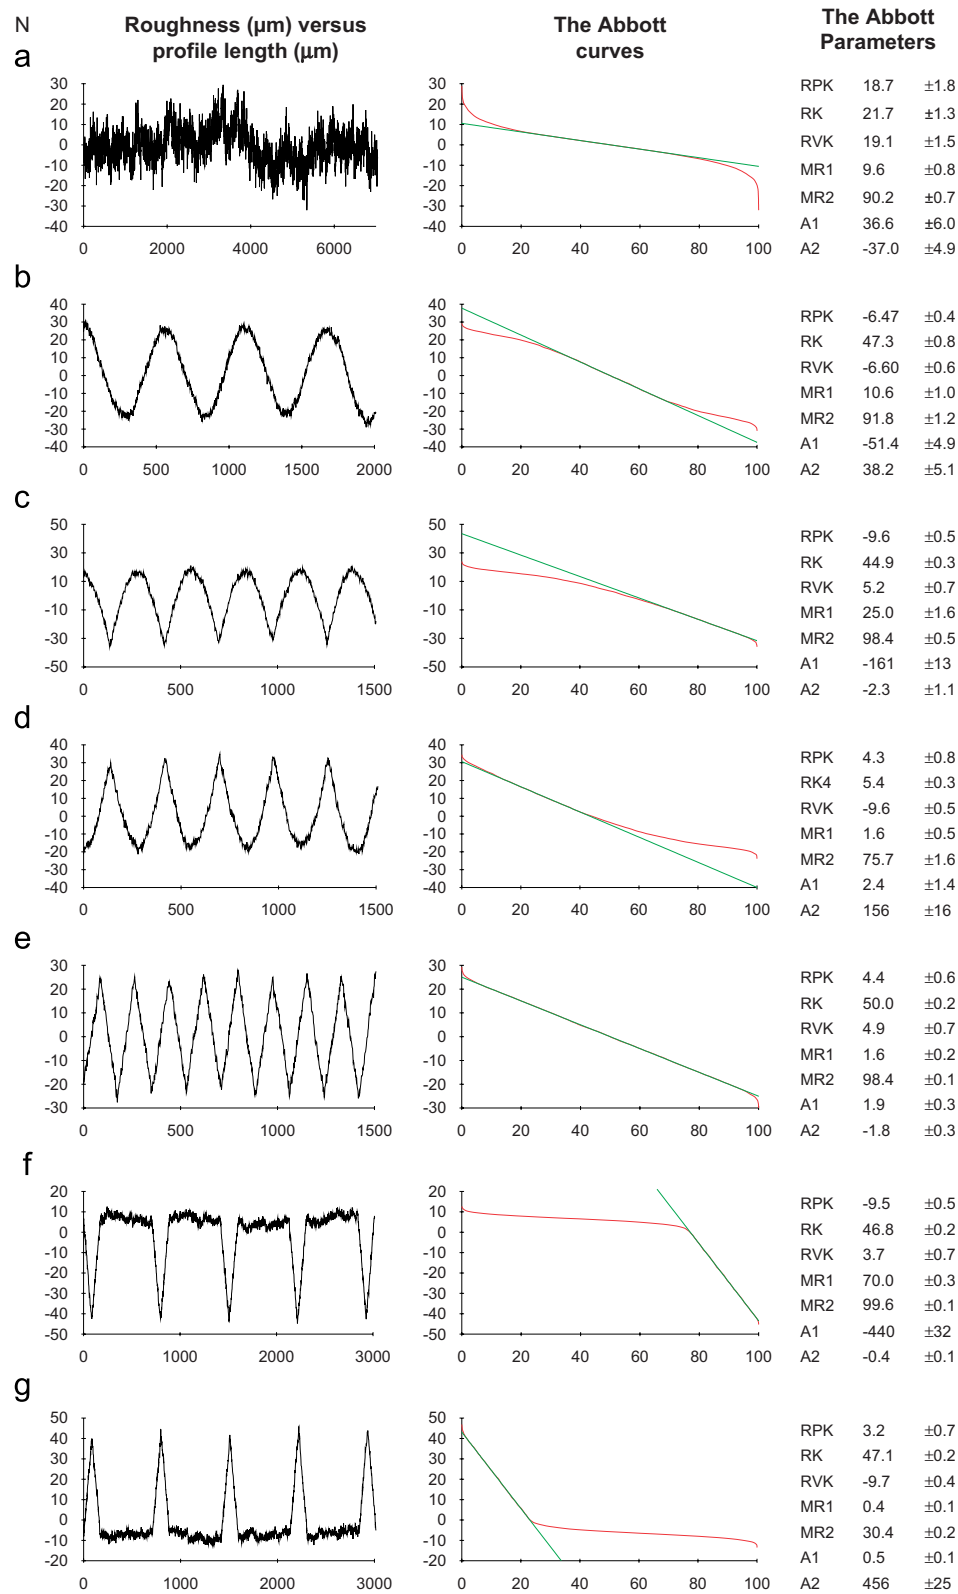 N
Roughness (µm) versus
profile length (µm)
The Abbott
curves
The Abbott
Parameters
a
30
20
10
0
-10
-20
-30
-40
0 2000 4000 6000
30
20
10
0
-10
-20
-30
-40
0 20 40 60 80 100
RPK 18.7 ±1.8
RK 21.7 ±1.3
RVK 19.1 ±1.5
MR1 9.6 ±0.8
MR2 90.2 ±0.7
A1 36.6 ±6.0
A2 -37.0 ±4.9
b
40
30
20
10
0
-10
-20
-30
-40
0 500 1000 1500 2000
40
30
20
10
0
-10
-20
-30
-40
0 20 40 60 80 100
RPK -6.47 ±0.4
RK 47.3 ±0.8
RVK -6.60 ±0.6
MR1 10.6 ±1.0
MR2 91.8 ±1.2
A1 -51.4 ±4.9
A2 38.2 ±5.1
c
50
30
10
-10
-30
-50
0 500 1000 1500
50
30
10
-10
-30
-50
0 20 40 60 80 100
RPK -9.6 ±0.5
RK 44.9 ±0.3
RVK 5.2 ±0.7
MR1 25.0 ±1.6
MR2 98.4 ±0.5
A1 -161 ±13
A2 -2.3 ±1.1
d
40
30
20
10
0
-10
-20
-30
-40
0 500 1000 1500
40
30
20
10
0
-10
-20
-30
-40
0 20 40 60 80 100
RPK 4.3 ±0.8
RK4 5.4 ±0.3
RVK -9.6 ±0.5
MR1 1.6 ±0.5
MR2 75.7 ±1.6
A1 2.4 ±1.4
A2 156 ±16
e
30
20
10
0
-10
-20
-30
0 500 1000 1500
30
20
10
0
-10
-20
-30
0 20 40 60 80 100
RPK 4.4 ±0.6
RK 50.0 ±0.2
RVK 4.9 ±0.7
MR1 1.6 ±0.2
MR2 98.4 ±0.1
A1 1.9 ±0.3
A2 -1.8 ±0.3
f
20
10
0
-10
-20
-30
-40
-50
0 1000 2000 3000
20
10
0
-10
-20
-30
-40
-50
0 20 40 60 80 100
RPK -9.5 ±0.5
RK 46.8 ±0.2
RVK 3.7 ±0.7
MR1 70.0 ±0.3
MR2 99.6 ±0.1
A1 -440 ±32
A2 -0.4 ±0.1
g
50
40
30
20
10
0
-10
-20
0 1000 2000 3000
50
40
30
20
10
0
-10
-20
0 20 40 60 80 100
RPK 3.2 ±0.7
RK 47.1 ±0.2
RVK -9.7 ±0.4
MR1 0.4 ±0.1
MR2 30.4 ±0.2
A1 0.5 ±0.1
A2 456 ±25